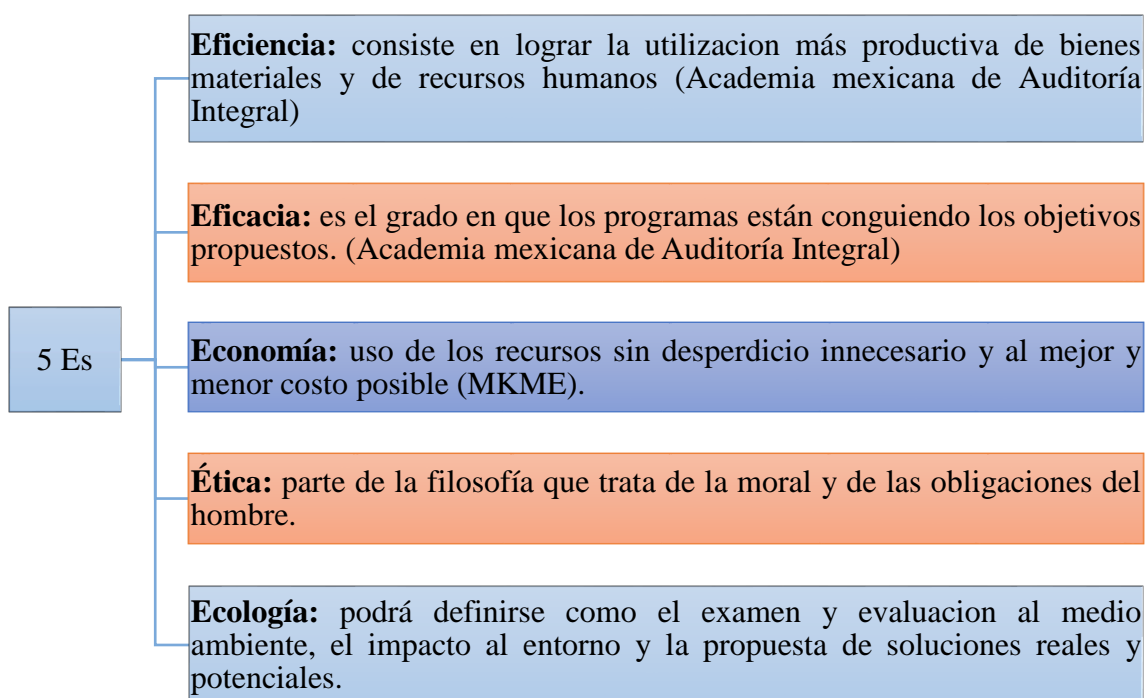 Eficiencia: consiste en lograr la utilizacion más productiva de bienes
materiales y de recursos humanos (Academia mexicana de Auditoría
Integral)
Eficacia: es el grado en que los programas están conguiendo los objetivos
propuestos. (Academia mexicana de Auditoría Integral)
5 Es
Economía: uso de los recursos sin desperdicio innecesario y al mejor y
menor costo posible (MKME).
Ética: parte de la filosofía que trata de la moral y de las obligaciones del
hombre.
Ecología: podrá definirse como el examen y evaluacion al medio
ambiente, el impacto al entorno y la propuesta de soluciones reales y
potenciales.